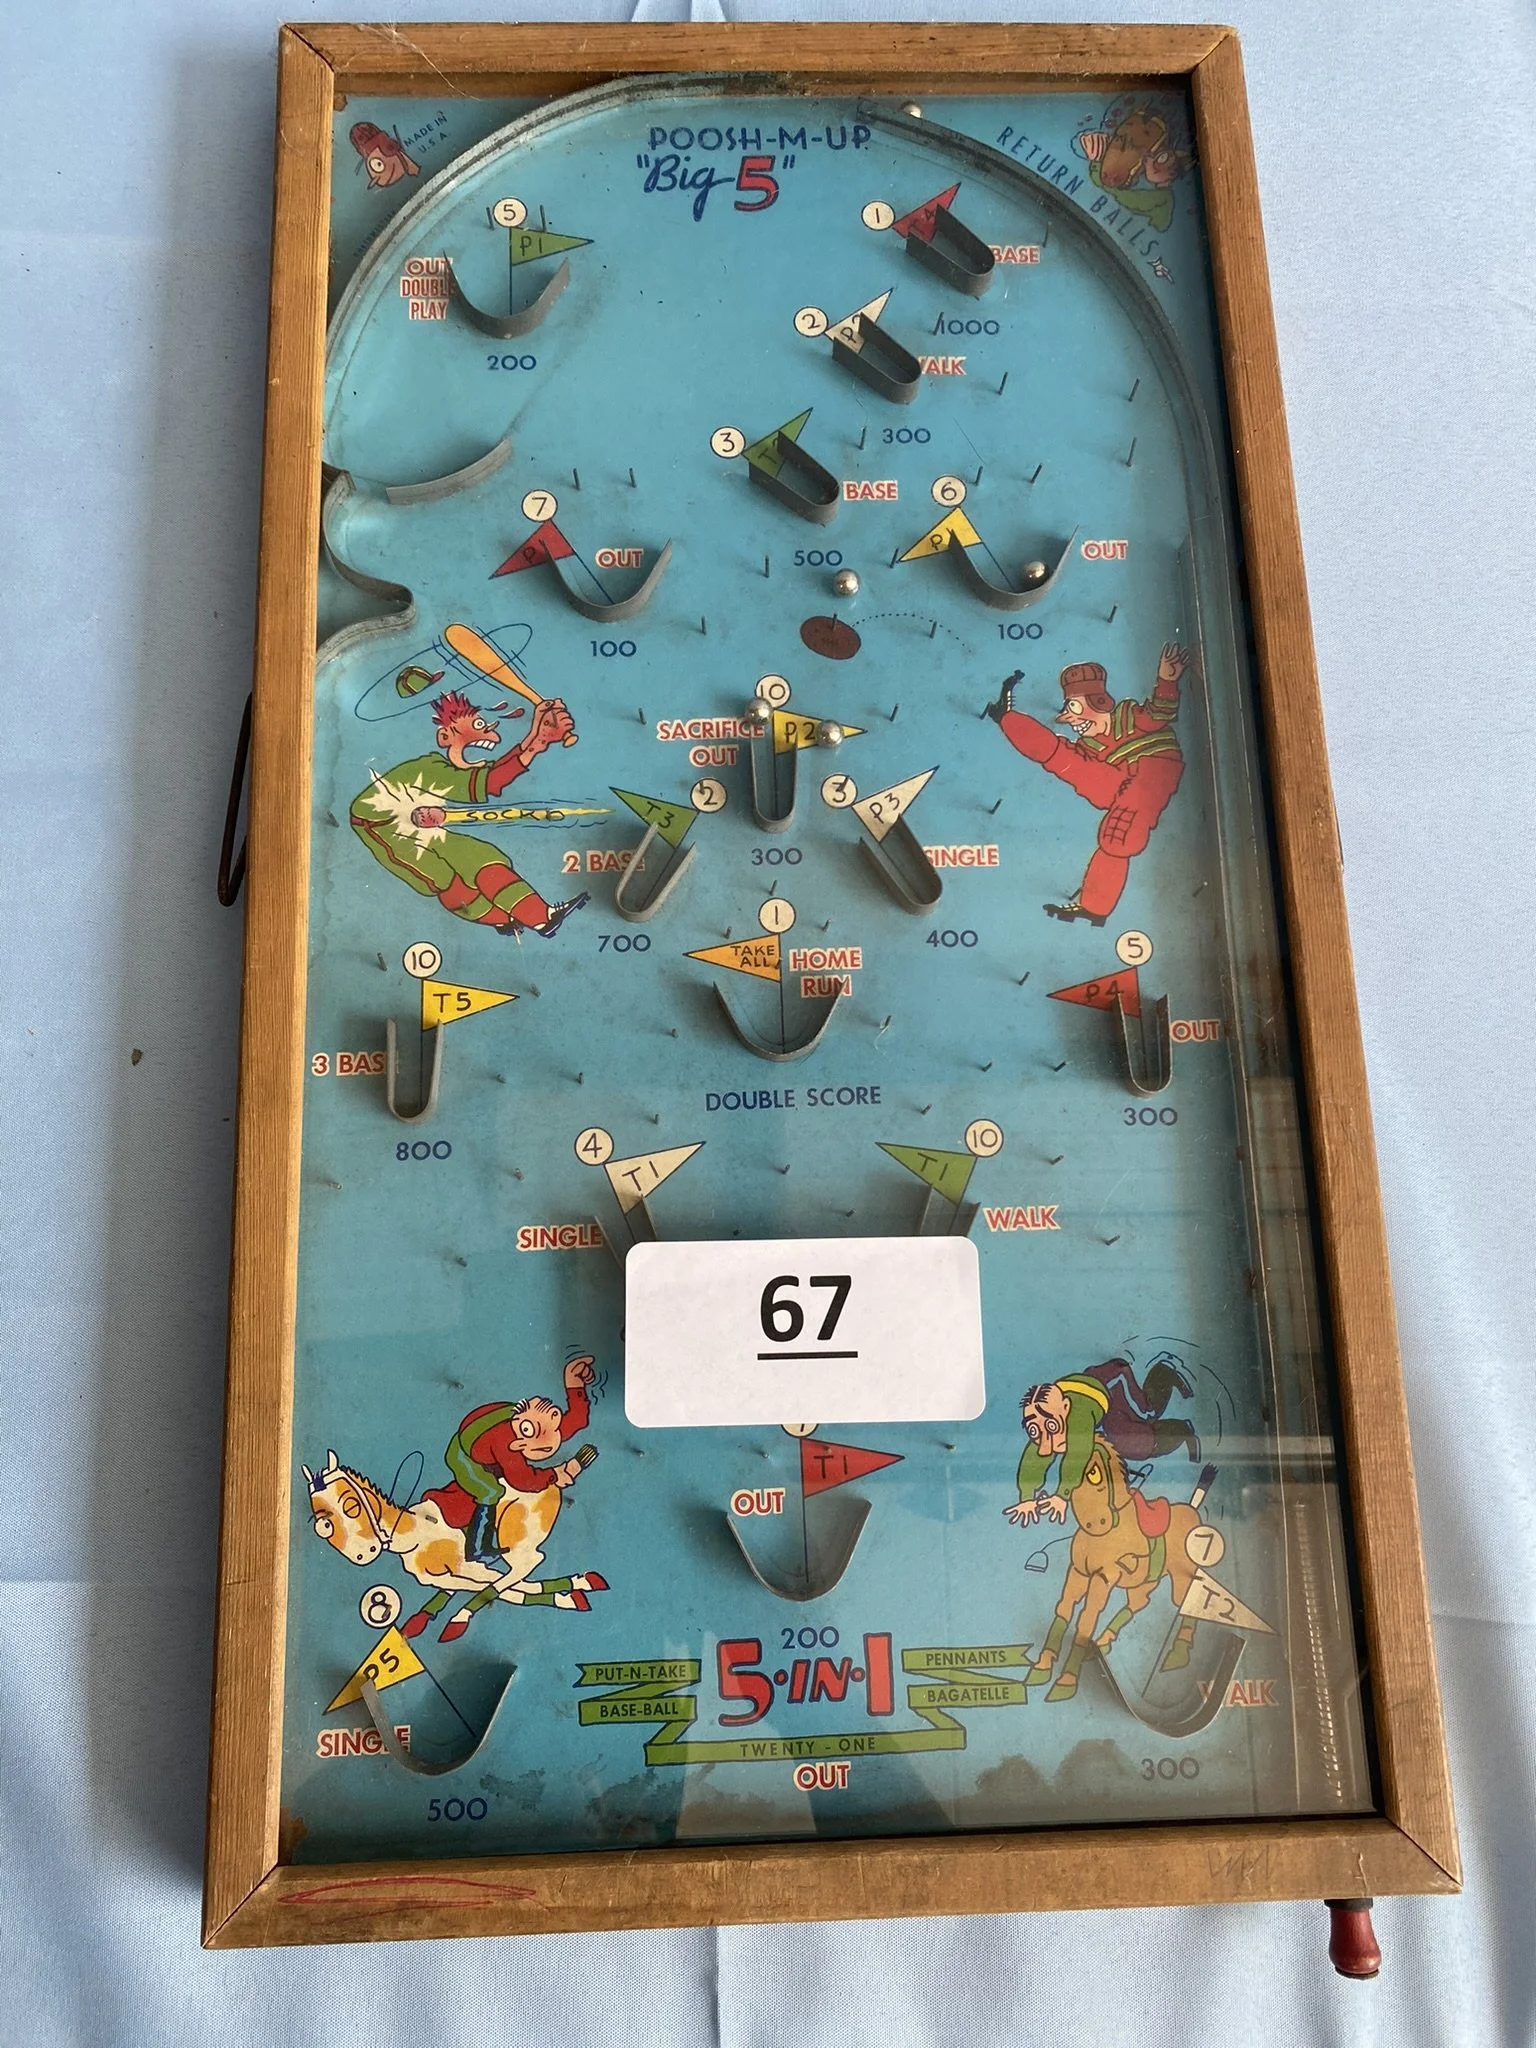 MADE IN
U.S.A.
POOSH-M-UP
"Big 5"
RETURN BALLS
5
P1
OUT
DOUBLE
PLAY
200
1
BASE
1000
2
P2
WALK
300
3
BASE
500
7
P
OUT
100
6
OUT
100
10
SACRIFICE
OUT
P2
300
SOCKO
2
T3
2 BASE
700
3
P3
SINGLE
400
1
TAKE
ALL
HOME
RUN
DOUBLE SCORE
10
T5
3 BAS
800
5
P4
OUT
300
4
T1
SINGLE
10
T1
WALK
67
T1
OUT
200
8
P5
SINGLE
500
7
T2
WALK
300
5-IN-1
PUT-N-TAKE
BASE-BALL
PENNANTS
BAGATELLE
TWENTY-ONE
OUT